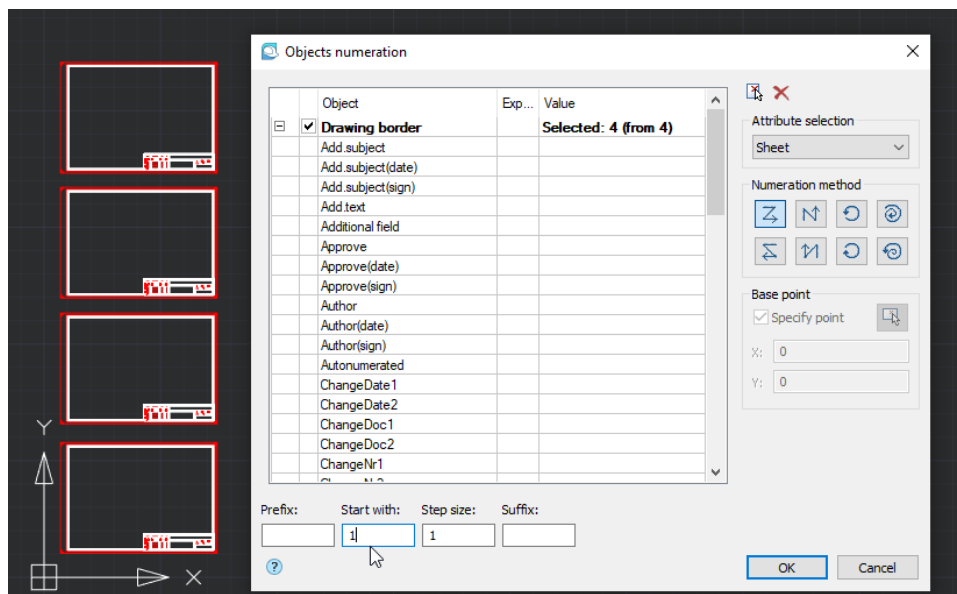 Objects numeration
Object Exp... Value
Drawing border Selected: 4 (from 4)
Add.subject
Add.subject(date)
Add.subject(sign)
Add.text
Additional field
Approve
Approve(date)
Approve(sign)
Author
Author(date)
Author(sign)
Autonumerated
ChangeDate1
ChangeDate2
ChangeDoc1
ChangeDoc2
ChangeNr1
Prefix: Start with: Step size: Suffix:
1 1
?
Attribute selection
Sheet
Numeration method
Base point
Specify point
X: 0
Y: 0
OK Cancel
Y
X